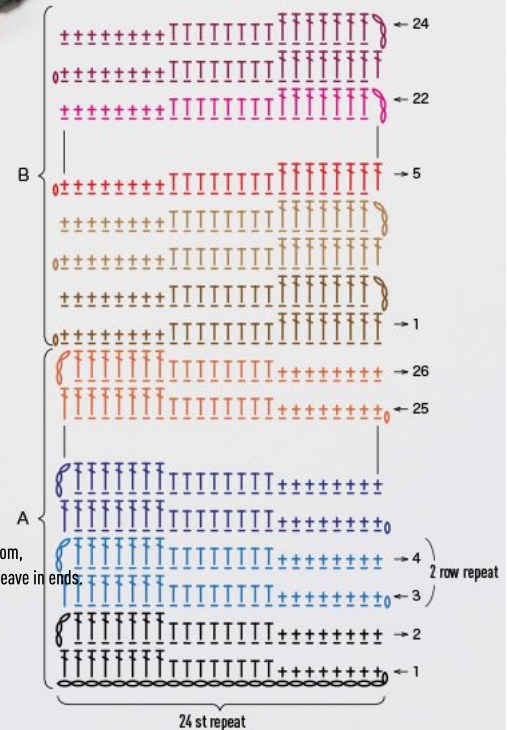 24
22
B
5
1
26
25
A
om,
eave in ends.
4
2 row repeat
3
2
1
24 st repeat